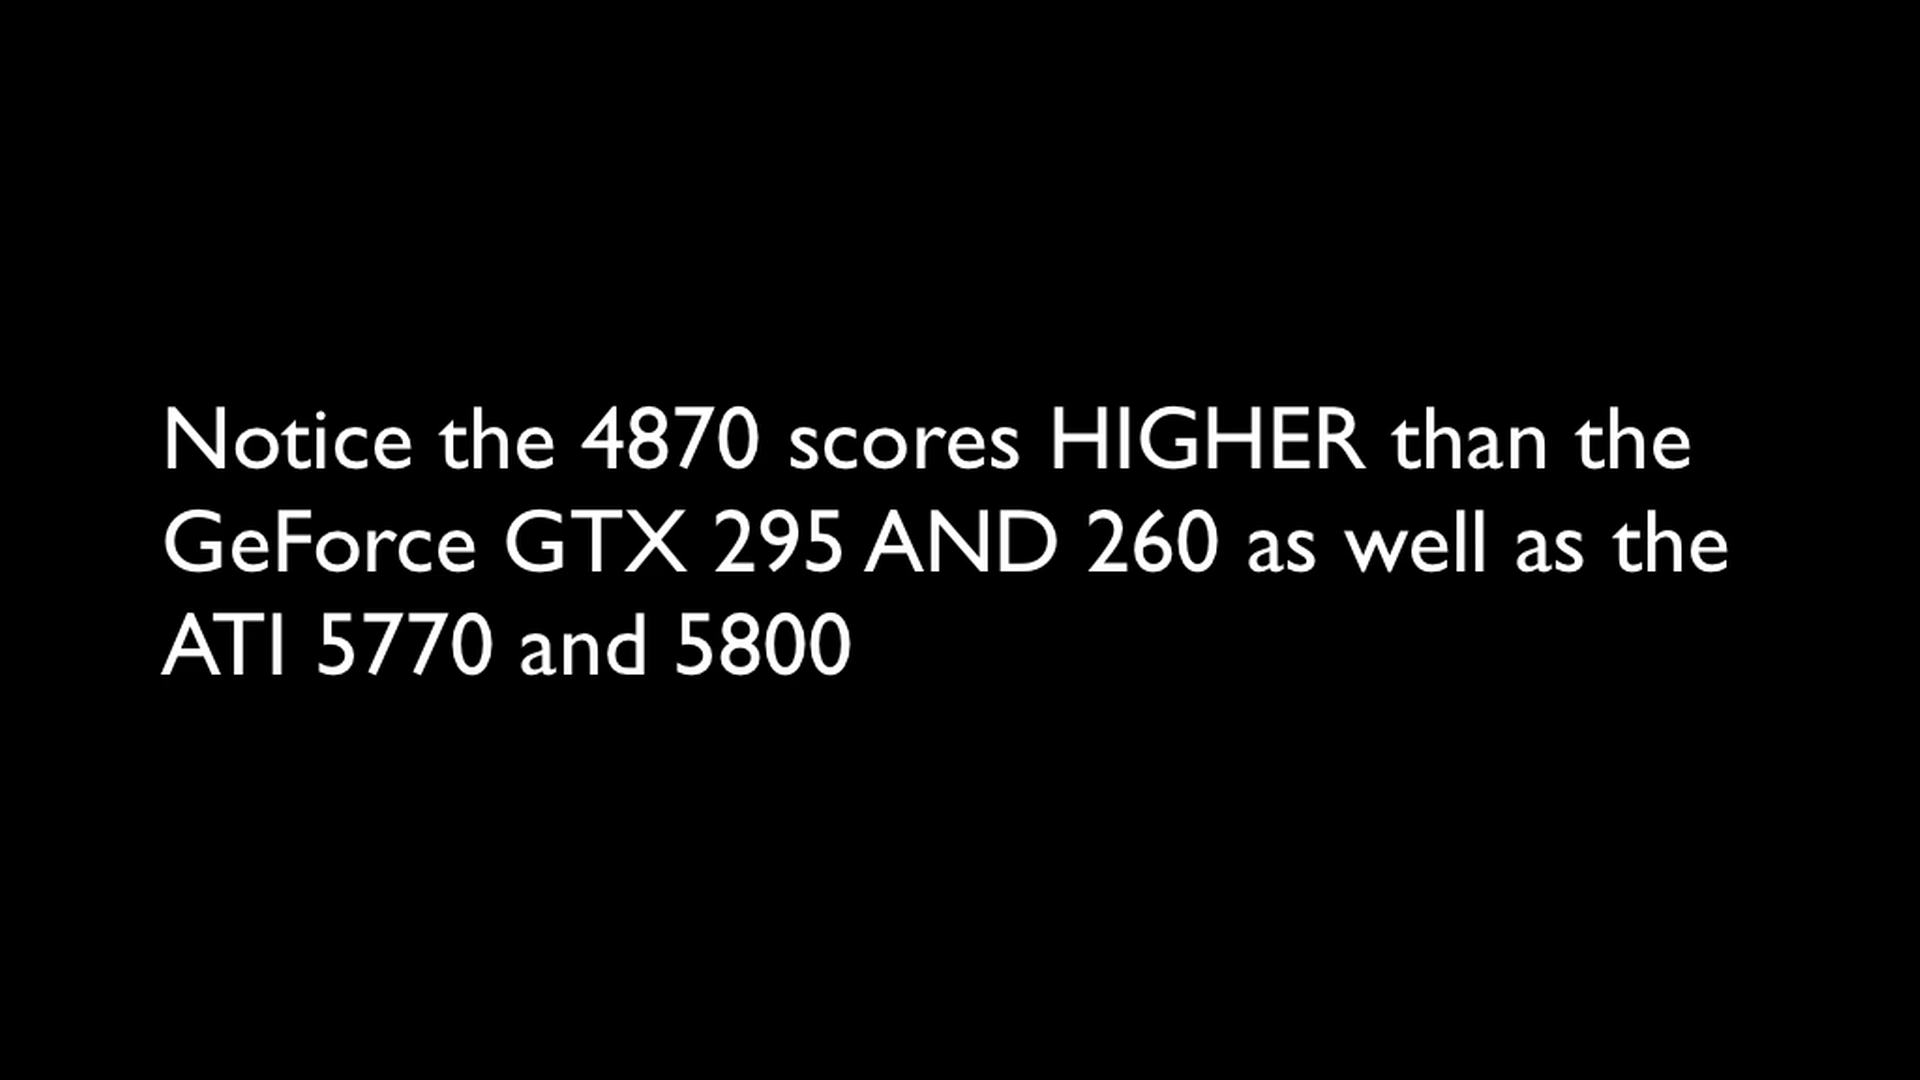 Notice the 4870 scores HIGHER than the
GeForce GTX 295 AND 260 as well as the
ATI 5770 and 5800